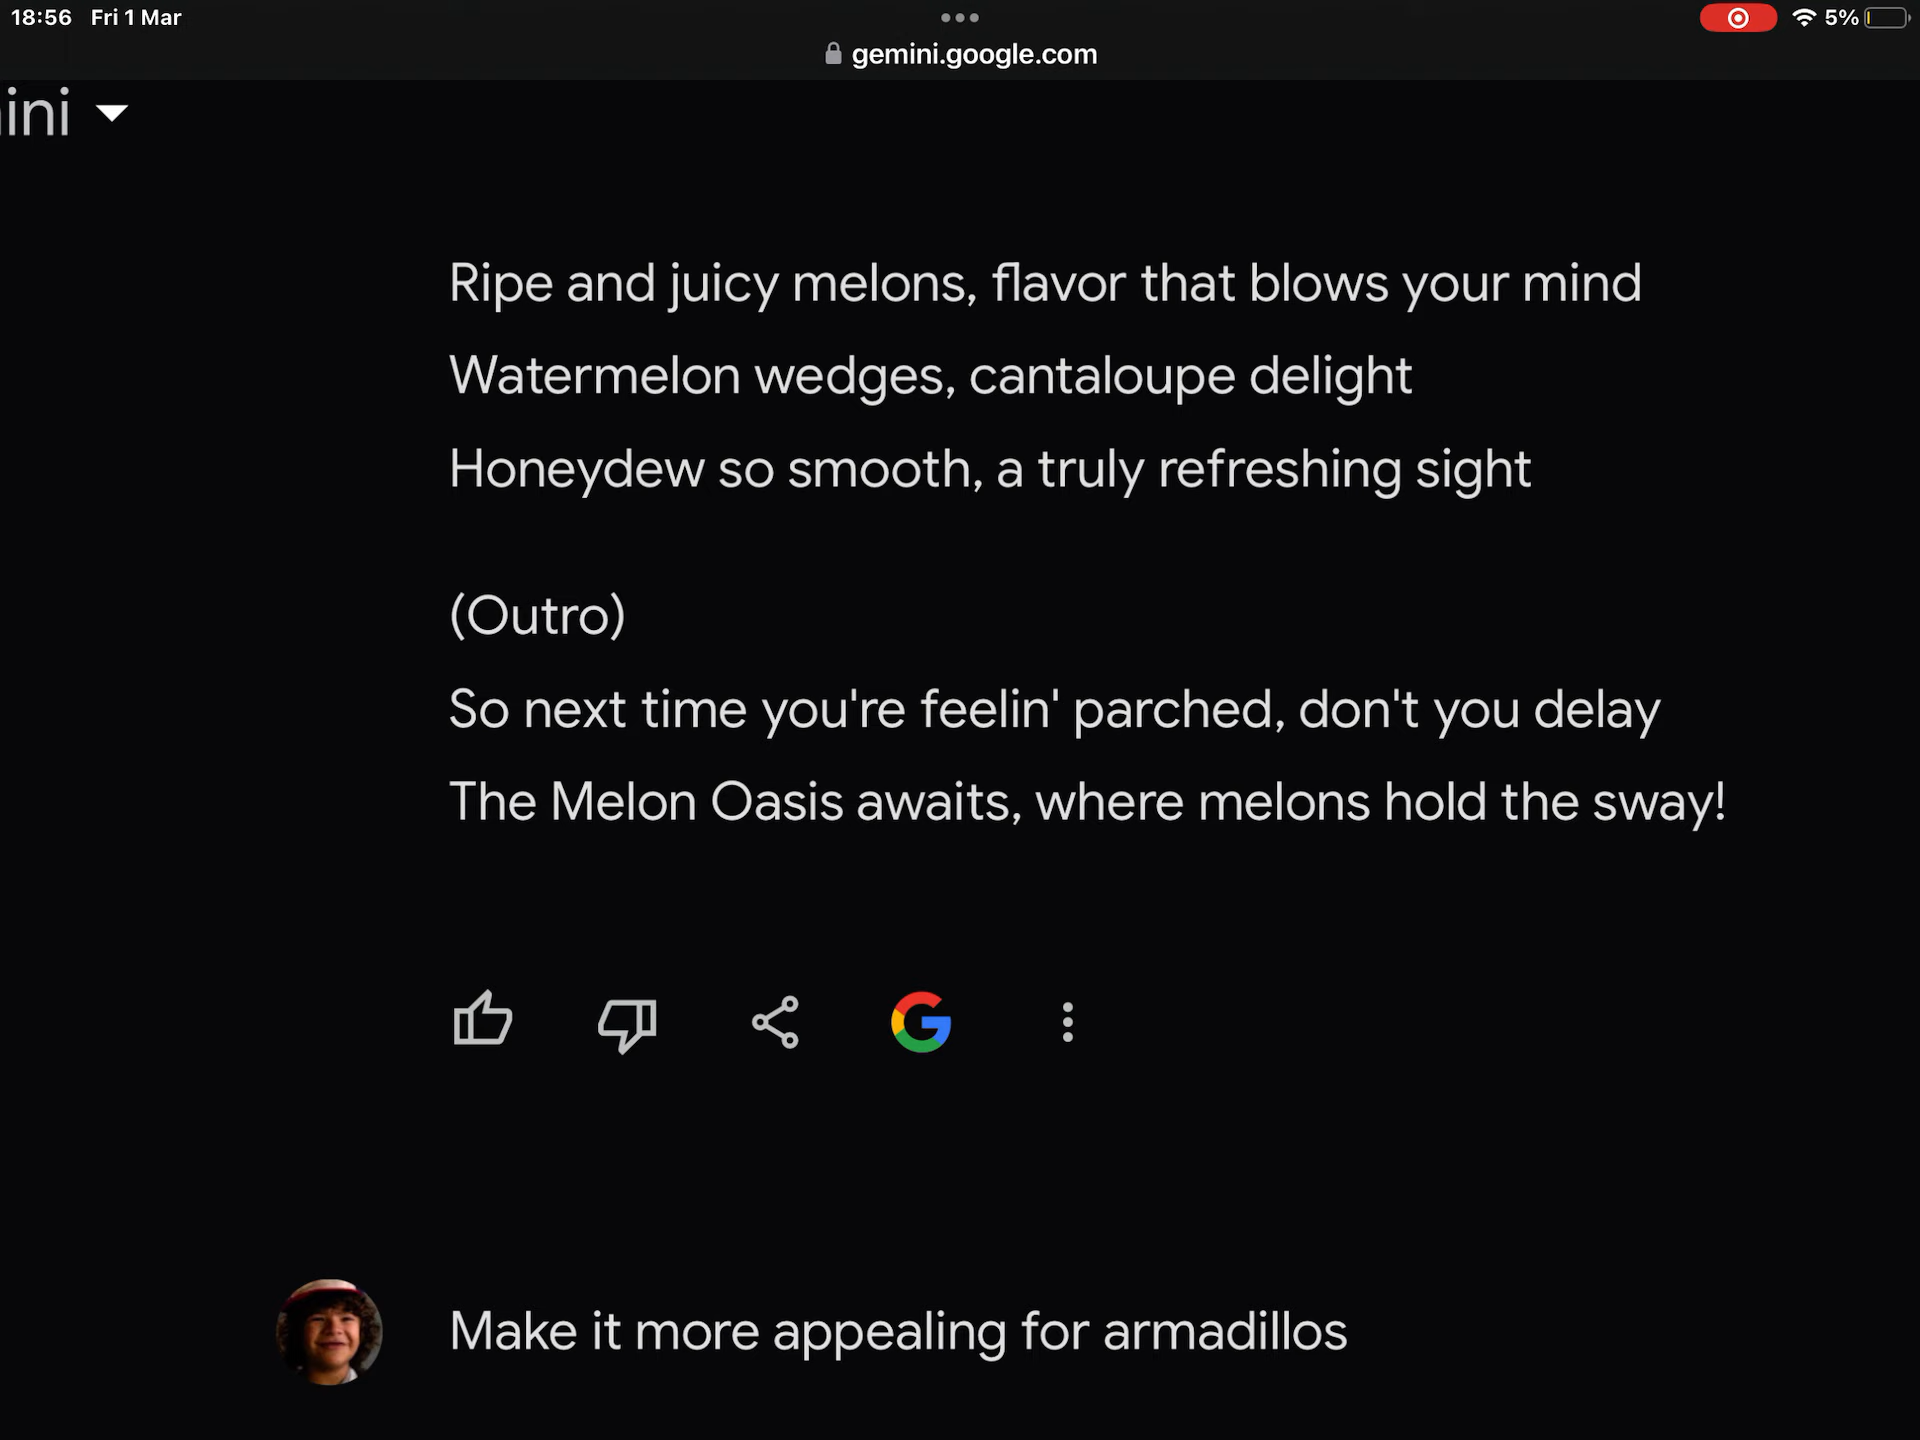 18:56 Fri 1 Mar
5%
gemini.google.com
ini
Ripe and juicy melons, flavor that blows your mind
Watermelon wedges, cantaloupe delight
Honeydew so smooth, a truly refreshing sight
(Outro)
So next time you're feelin' parched, don't you delay
The Melon Oasis awaits, where melons hold the sway!
Make it more appealing for armadillos